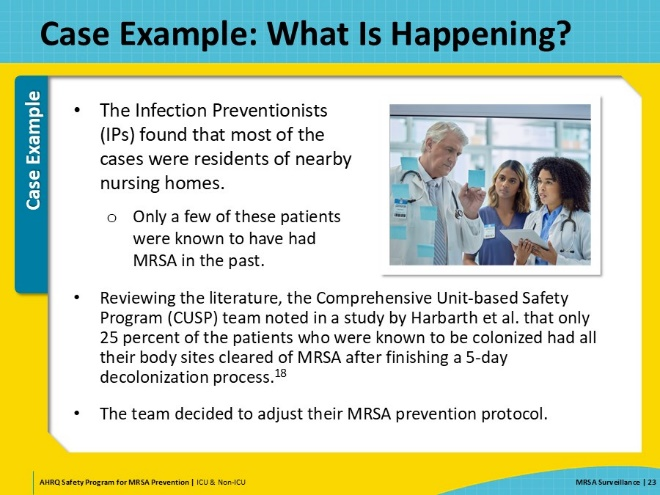 Case Example: What Is Happening?
Case Example
• The Infection Preventionists
(IPs) found that most of the
cases were residents of nearby
nursing homes.
o Only a few of these patients
were known to have had
MRSA in the past.
• Reviewing the literature, the Comprehensive Unit-based Safety
Program (CUSP) team noted in a study by Harbarth et al. that only
25 percent of the patients who were known to be colonized had all
their body sites cleared of MRSA after finishing a 5-day
decolonization process.18
• The team decided to adjust their MRSA prevention protocol.
AHRQ Safety Program for MRSA Prevention | ICU & Non-ICU
MRSA Surveillance | 23